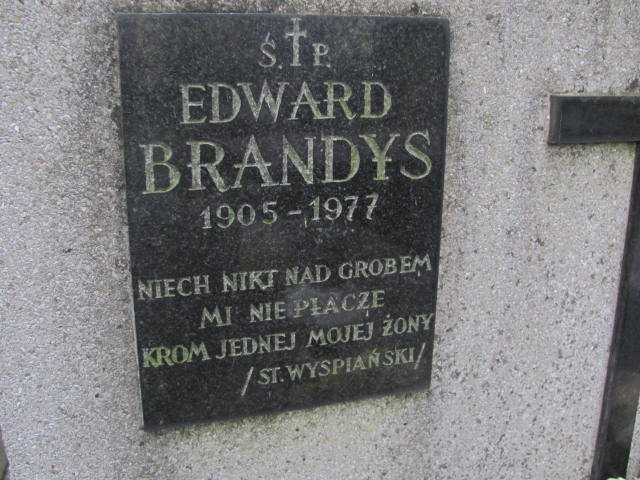 Ś. † P.
EDWARD
BRANDYS
1905-1977
NIECH NIKT NAD GROBEM
MI NIE PŁACZE
KROM JEDNEJ MOJEJ ŻONY
/ST. WYSPIAŃSKI/